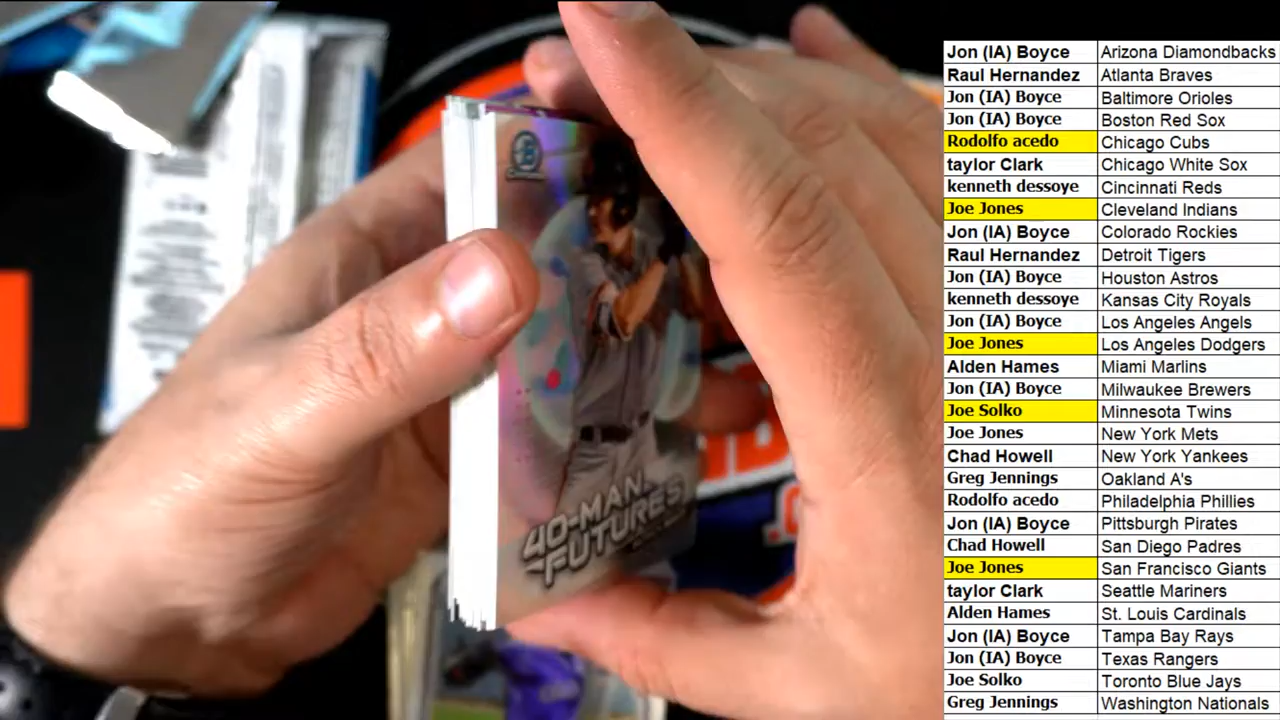 40-MAN
FUTURES
Jon (IA) Boyce Arizona Diamondbacks
Raul Hernandez Atlanta Braves
Jon (IA) Boyce Baltimore Orioles
Jon (IA) Boyce Boston Red Sox
Rodolfo acedo Chicago Cubs
taylor Clark Chicago White Sox
kenneth dessoye Cincinnati Reds
Joe Jones Cleveland Indians
Jon (IA) Boyce Colorado Rockies
Raul Hernandez Detroit Tigers
Jon (IA) Boyce Houston Astros
kenneth dessoye Kansas City Royals
Jon (IA) Boyce Los Angeles Angels
Joe Jones Los Angeles Dodgers
Alden Hames Miami Marlins
Jon (IA) Boyce Milwaukee Brewers
Joe Solko Minnesota Twins
Joe Jones New York Mets
Chad Howell New York Yankees
Greg Jennings Oakland A's
Rodolfo acedo Philadelphia Phillies
Jon (IA) Boyce Pittsburgh Pirates
Chad Howell San Diego Padres
Joe Jones San Francisco Giants
taylor Clark Seattle Mariners
Alden Hames St. Louis Cardinals
Jon (IA) Boyce Tampa Bay Rays
Jon (IA) Boyce Texas Rangers
Joe Solko Toronto Blue Jays
Greg Jennings Washington Nationals